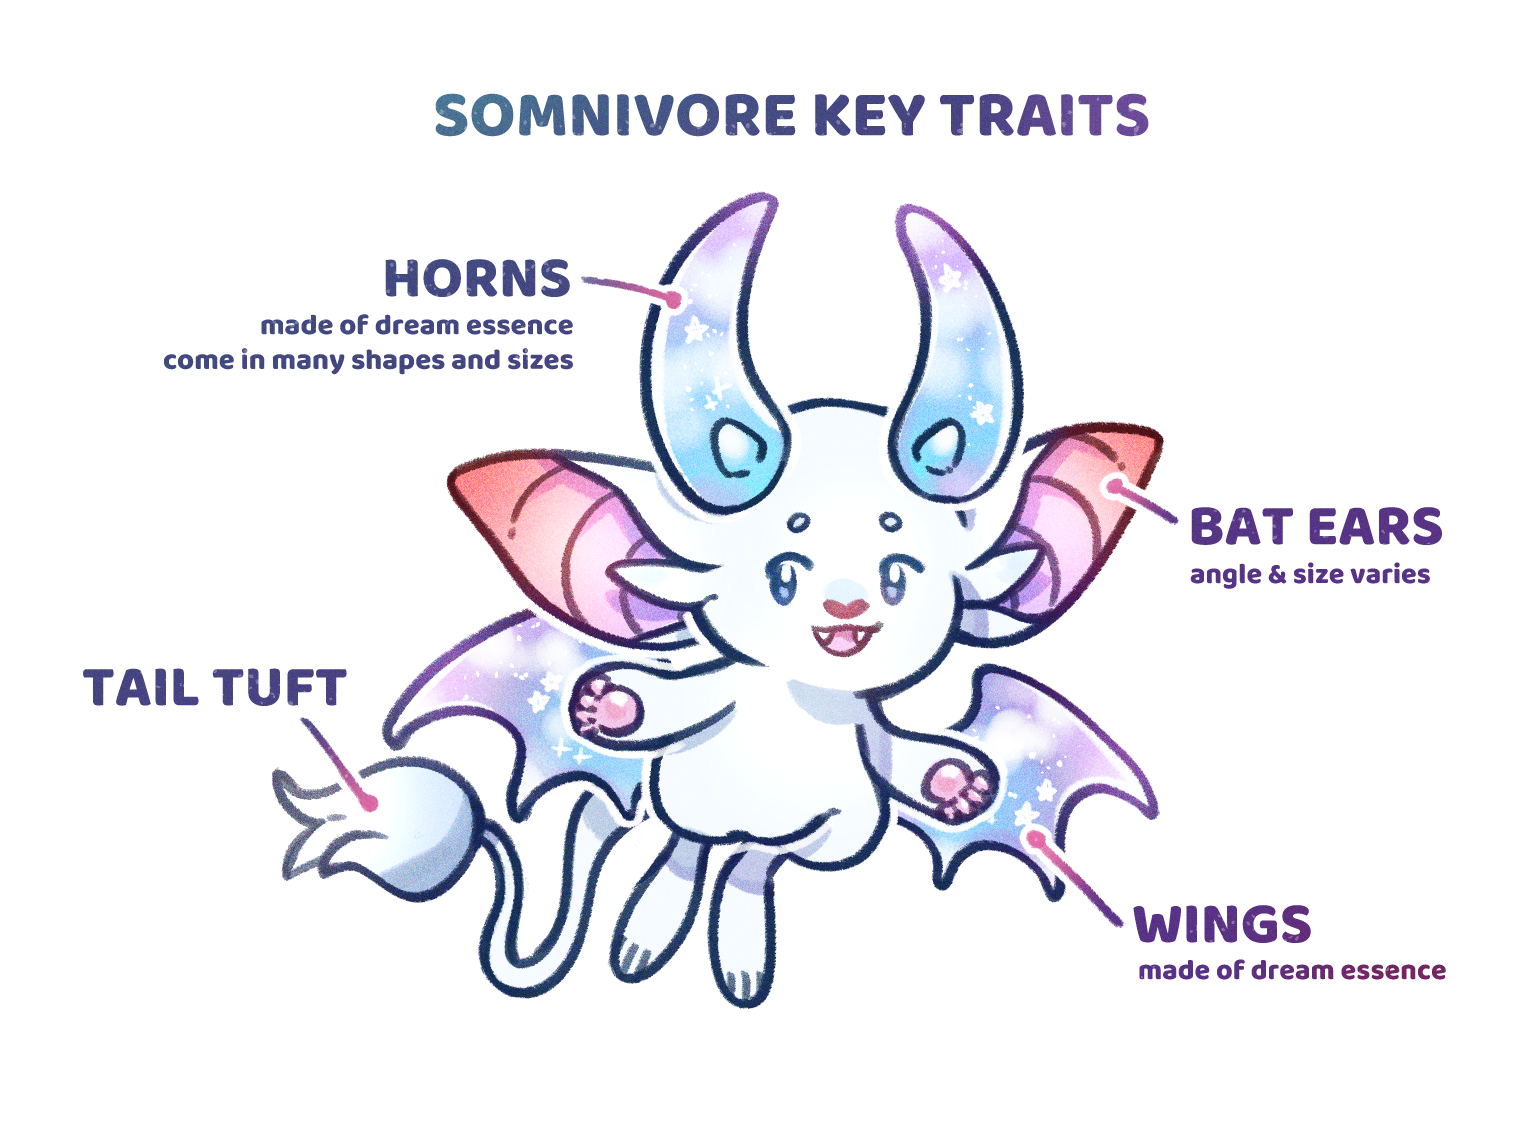 SOMNIVORE KEY TRAITS
HORNS
made of dream essence
come in many shapes and sizes
BAT EARS
angle & size varies
TAIL TUFT
WINGS
made of dream essence